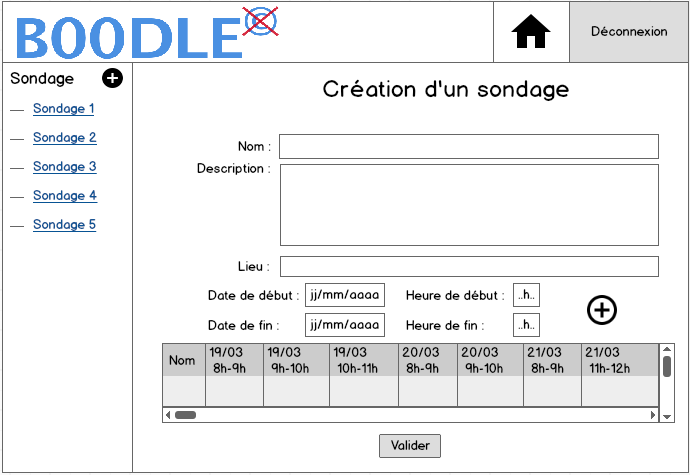 BOODLE
Déconnexion
Sondage
Sondage 1
Sondage 2
Sondage 3
Sondage 4
Sondage 5
Création d'un sondage
Nom :
Description :
Lieu :
Date de début : jj/mm/aaaa Heure de début : ..h..
Date de fin : jj/mm/aaaa Heure de fin : ..h..
Nom 19/03 19/03 19/03 20/03 20/03 21/03 21/03
8h-9h 9h-10h 10h-11h 8h-9h 9h-10h 8h-9h 11h-12h
Valider